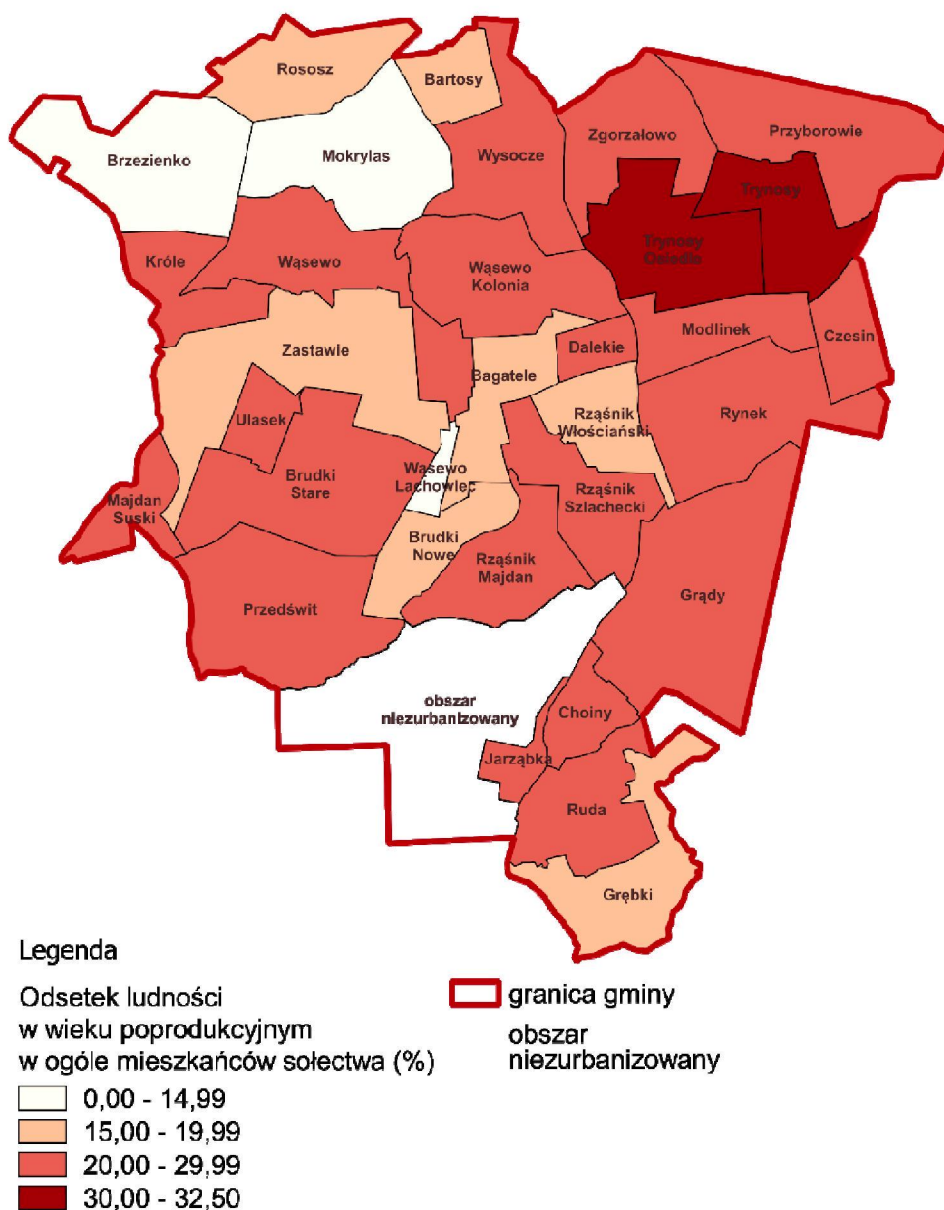 Rososz
Bartosy
Brzezienko
Mokrylas
Wysocze
Zgorzałowo
Przyborowie
Trynosy
Trynosy
Osiedle
Króle
Wąsewo
Wąsewo
Kolonia
Modlinek
Czesin
Zastawie
Bagatele
Dalekie
Ulasek
Rząśnik
Włościański
Rynek
Brudki
Stare
Wąsewo
Lachowiec
Majdan
Suski
Rząśnik
Szlachecki
Brudki
Nowe
Rząśnik
Majdan
Przedświt
Grądy
obszar
niezurbanizowany
Choiny
Jarząbka
Ruda
Grębki
Legenda
Odsetek ludności
w wieku poprodukcyjnym
w ogóle mieszkańców sołectwa (%)
0,00 - 14,99
15,00 - 19,99
20,00 - 29,99
30,00 - 32,50
granica gminy
obszar
niezurbanizowany